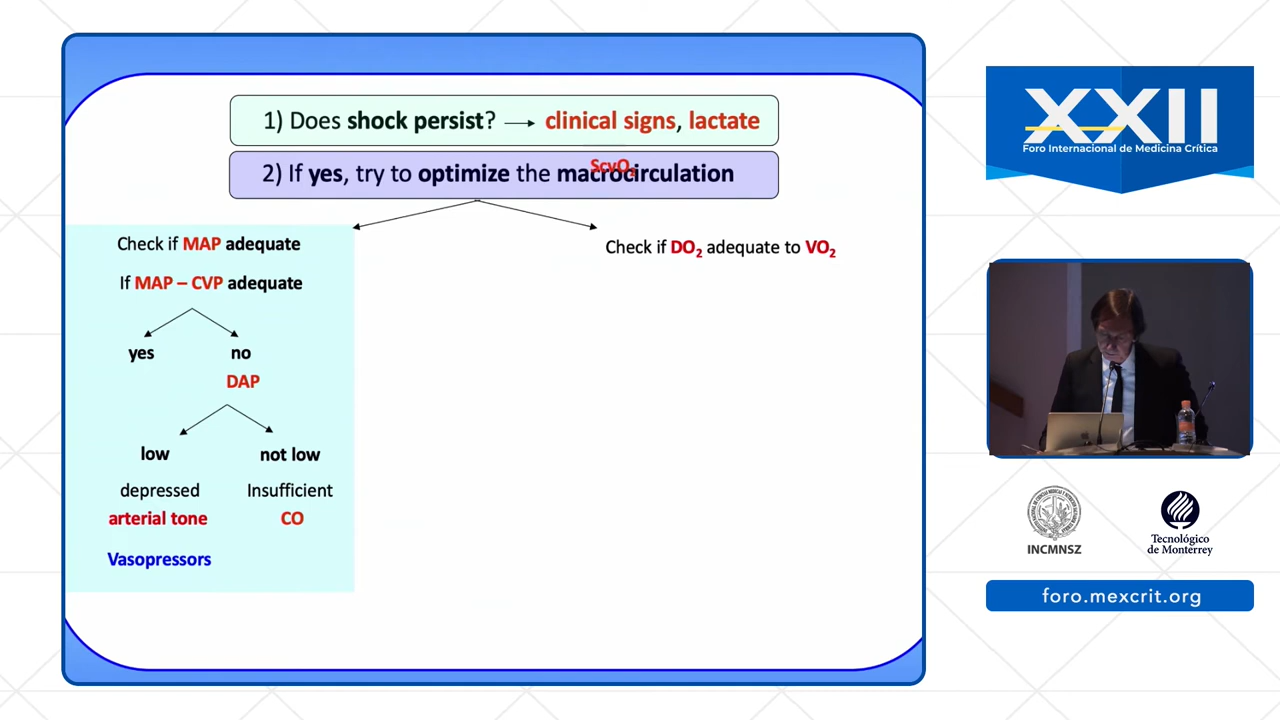 1) Does shock persist? → clinical signs, lactate
ScvO₂
2) If yes, try to optimize the macrocirculation
Check if MAP adequate
If MAP – CVP adequate
yes no
DAP
low not low
depressed Insufficient
arterial tone CO
Vasopressors
Check if DO₂ adequate to VO₂
XXII
Foro Internacional de Medicina Crítica
INCMNSZ
Tecnológico
de Monterrey
foro.mexcrit.org